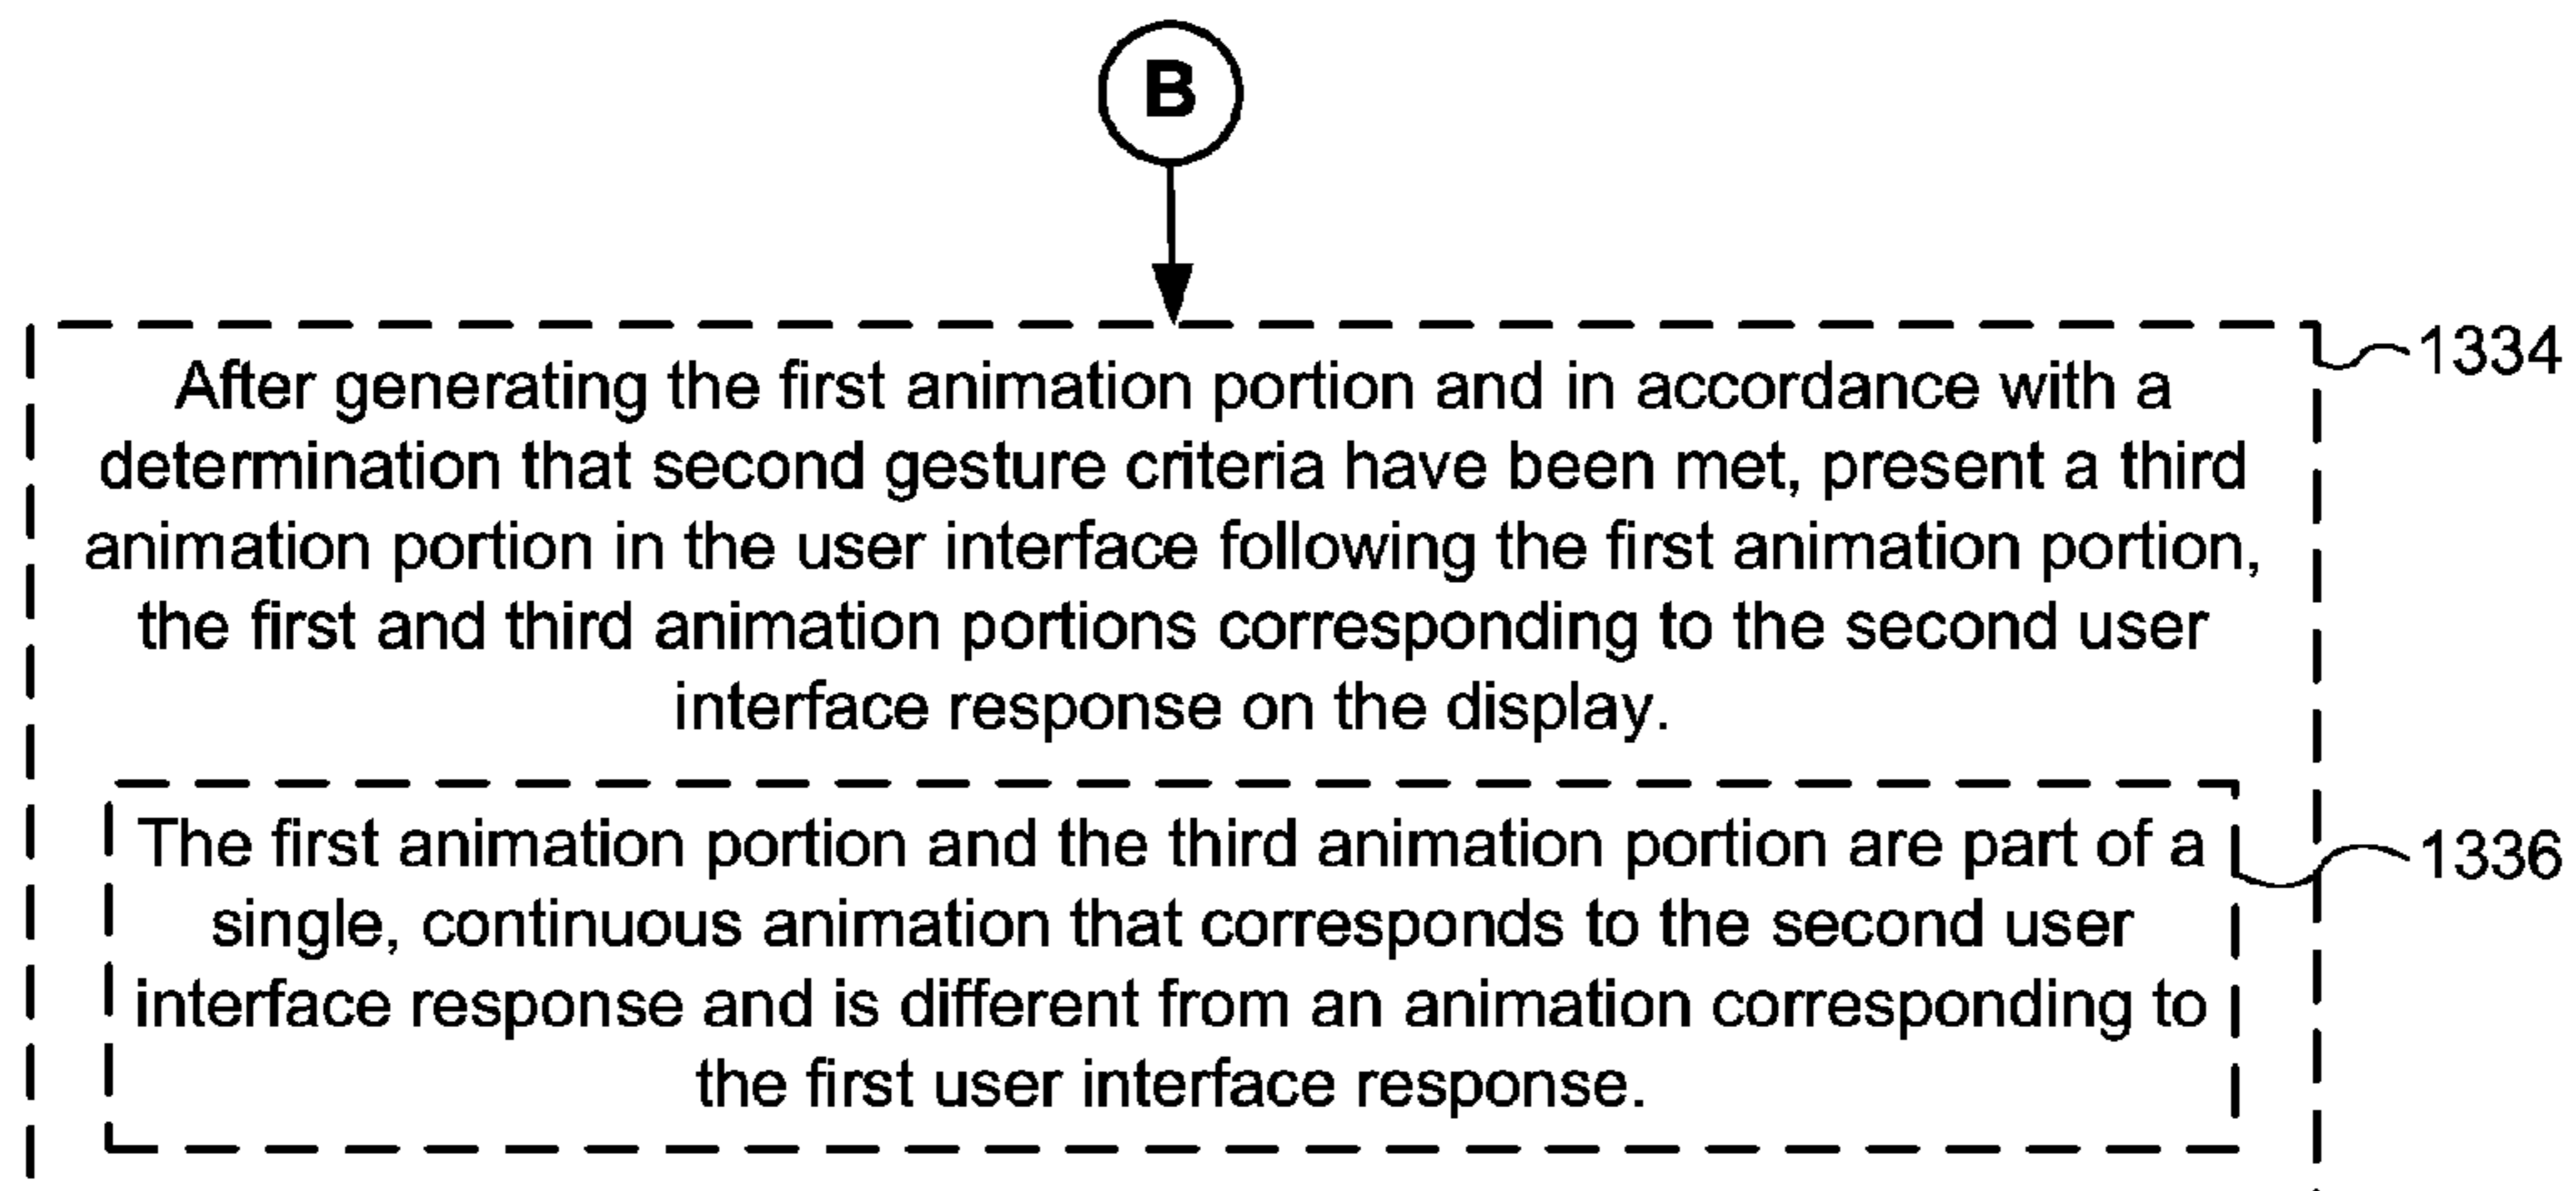 B
1334
After generating the first animation portion and in accordance with a
determination that second gesture criteria have been met, present a third
animation portion in the user interface following the first animation portion,
the first and third animation portions corresponding to the second user
interface response on the display.
The first animation portion and the third animation portion are part of a
1336
single, continuous animation that corresponds to the second user
interface response and is different from an animation corresponding to
the first user interface response.